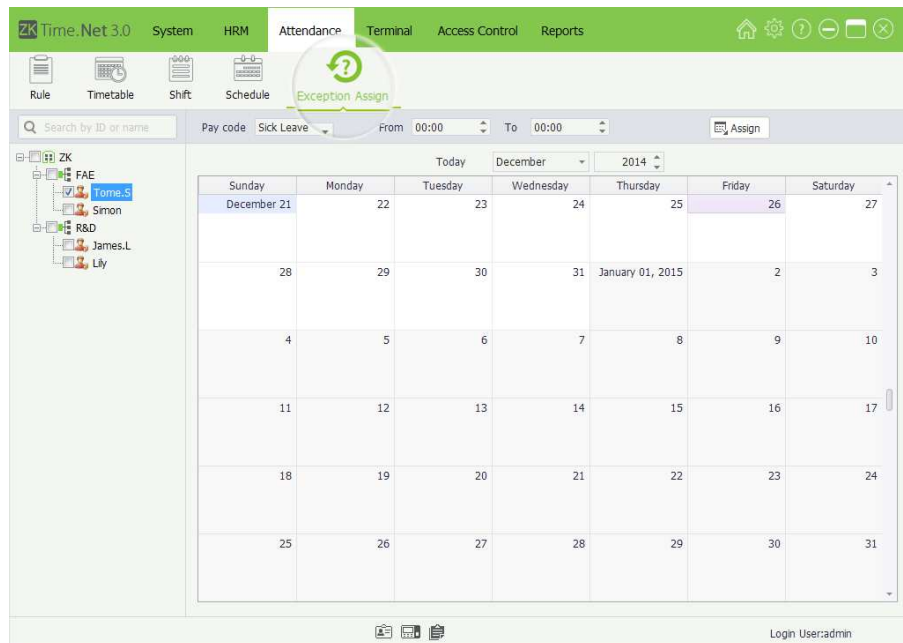 ZK Time.Net 3.0 System HRM Attendance Terminal Access Control Reports
Rule Timetable Shift Schedule Exception Assign
Search by ID or name Pay code Sick Leave From 00:00 To 00:00 Assign
ZK
FAE
Tome.S
Simon
R&D
James.L
Lily
Today December 2014
Sunday Monday Tuesday Wednesday Thursday Friday Saturday
December 21 22 23 24 25 26 27
28 29 30 31 January 01, 2015 2 3
4 5 6 7 8 9 10
11 12 13 14 15 16 17
18 19 20 21 22 23 24
25 26 27 28 29 30 31
Login User:admin